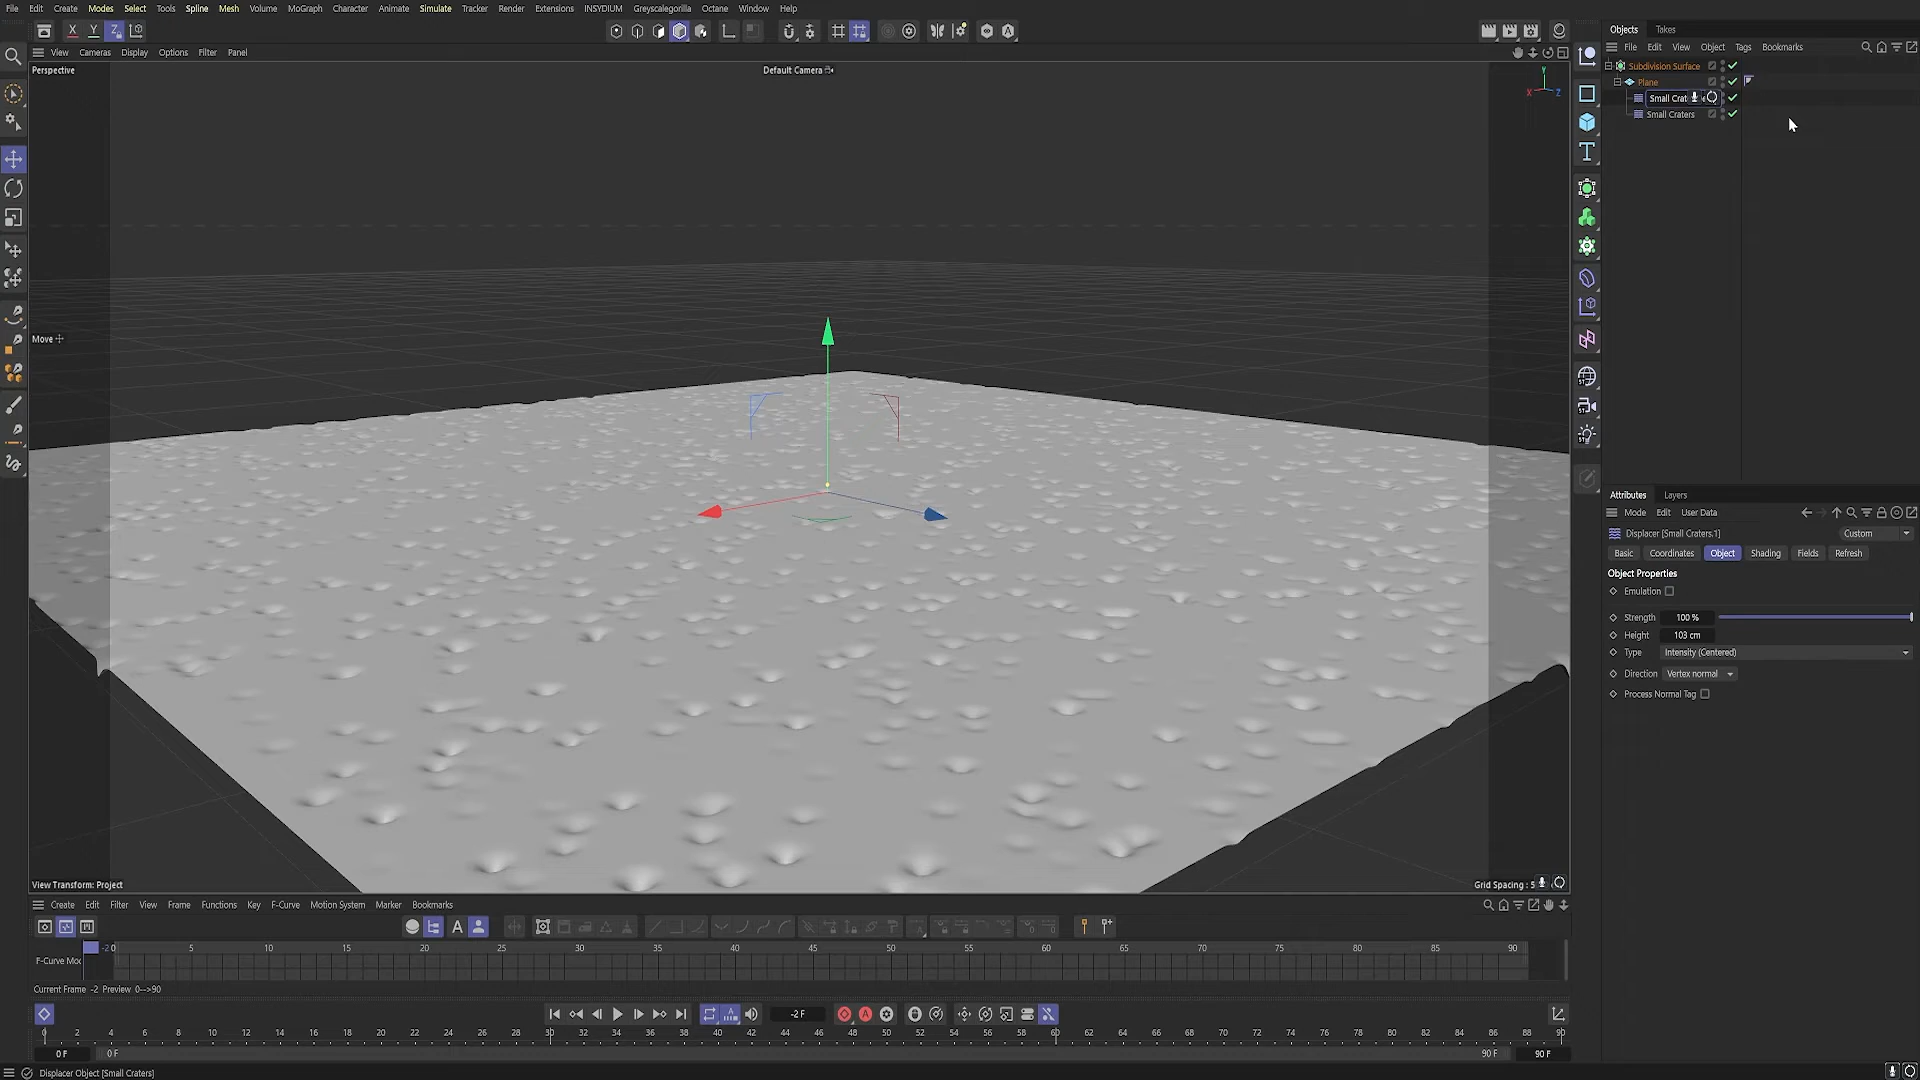 File Edit Create Modes Select Tools Spline Mesh Volume MoGraph Character Animate Simulate Tracker Render Extensions INSYDIUM Greyscalegorilla Octane Window Help
X Y Z
View Cameras Display Options Filter Panel
Perspective
Default Camera
Y
X Z
Move
View Transform: Project
Grid Spacing : 5
Objects Takes
File Edit View Object Tags Bookmarks
Subdivision Surface
Plane
Small Crat
Small Craters
Attributes Layers
Mode Edit User Data
Displacer [Small Craters.1]
Custom
Basic Coordinates Object Shading Fields Refresh
Object Properties
Emulation
Strength 100 %
Height 103 cm
Type Intensity (Centered)
Direction Vertex normal
Process Normal Tag
Create Edit Filter View Frame Functions Key F-Curve Motion System Marker Bookmarks
-2 0 5 10 15 20 25 30 35 40 45 50 55 60 65 70 75 80 85 90
F-Curve Mo
Current Frame -2 Preview 0-->90
-2 F
0 2 4 6 8 10 12 14 16 18 20 22 24 26 28 30 32 34 36 38 40 42 44 46 48 50 52 54 56 58 60 62 64 66 68 70 72 74 76 78 80 82 84 86 88 90
0 F 0 F 90 F 90 F
Displacer Object [Small Craters]